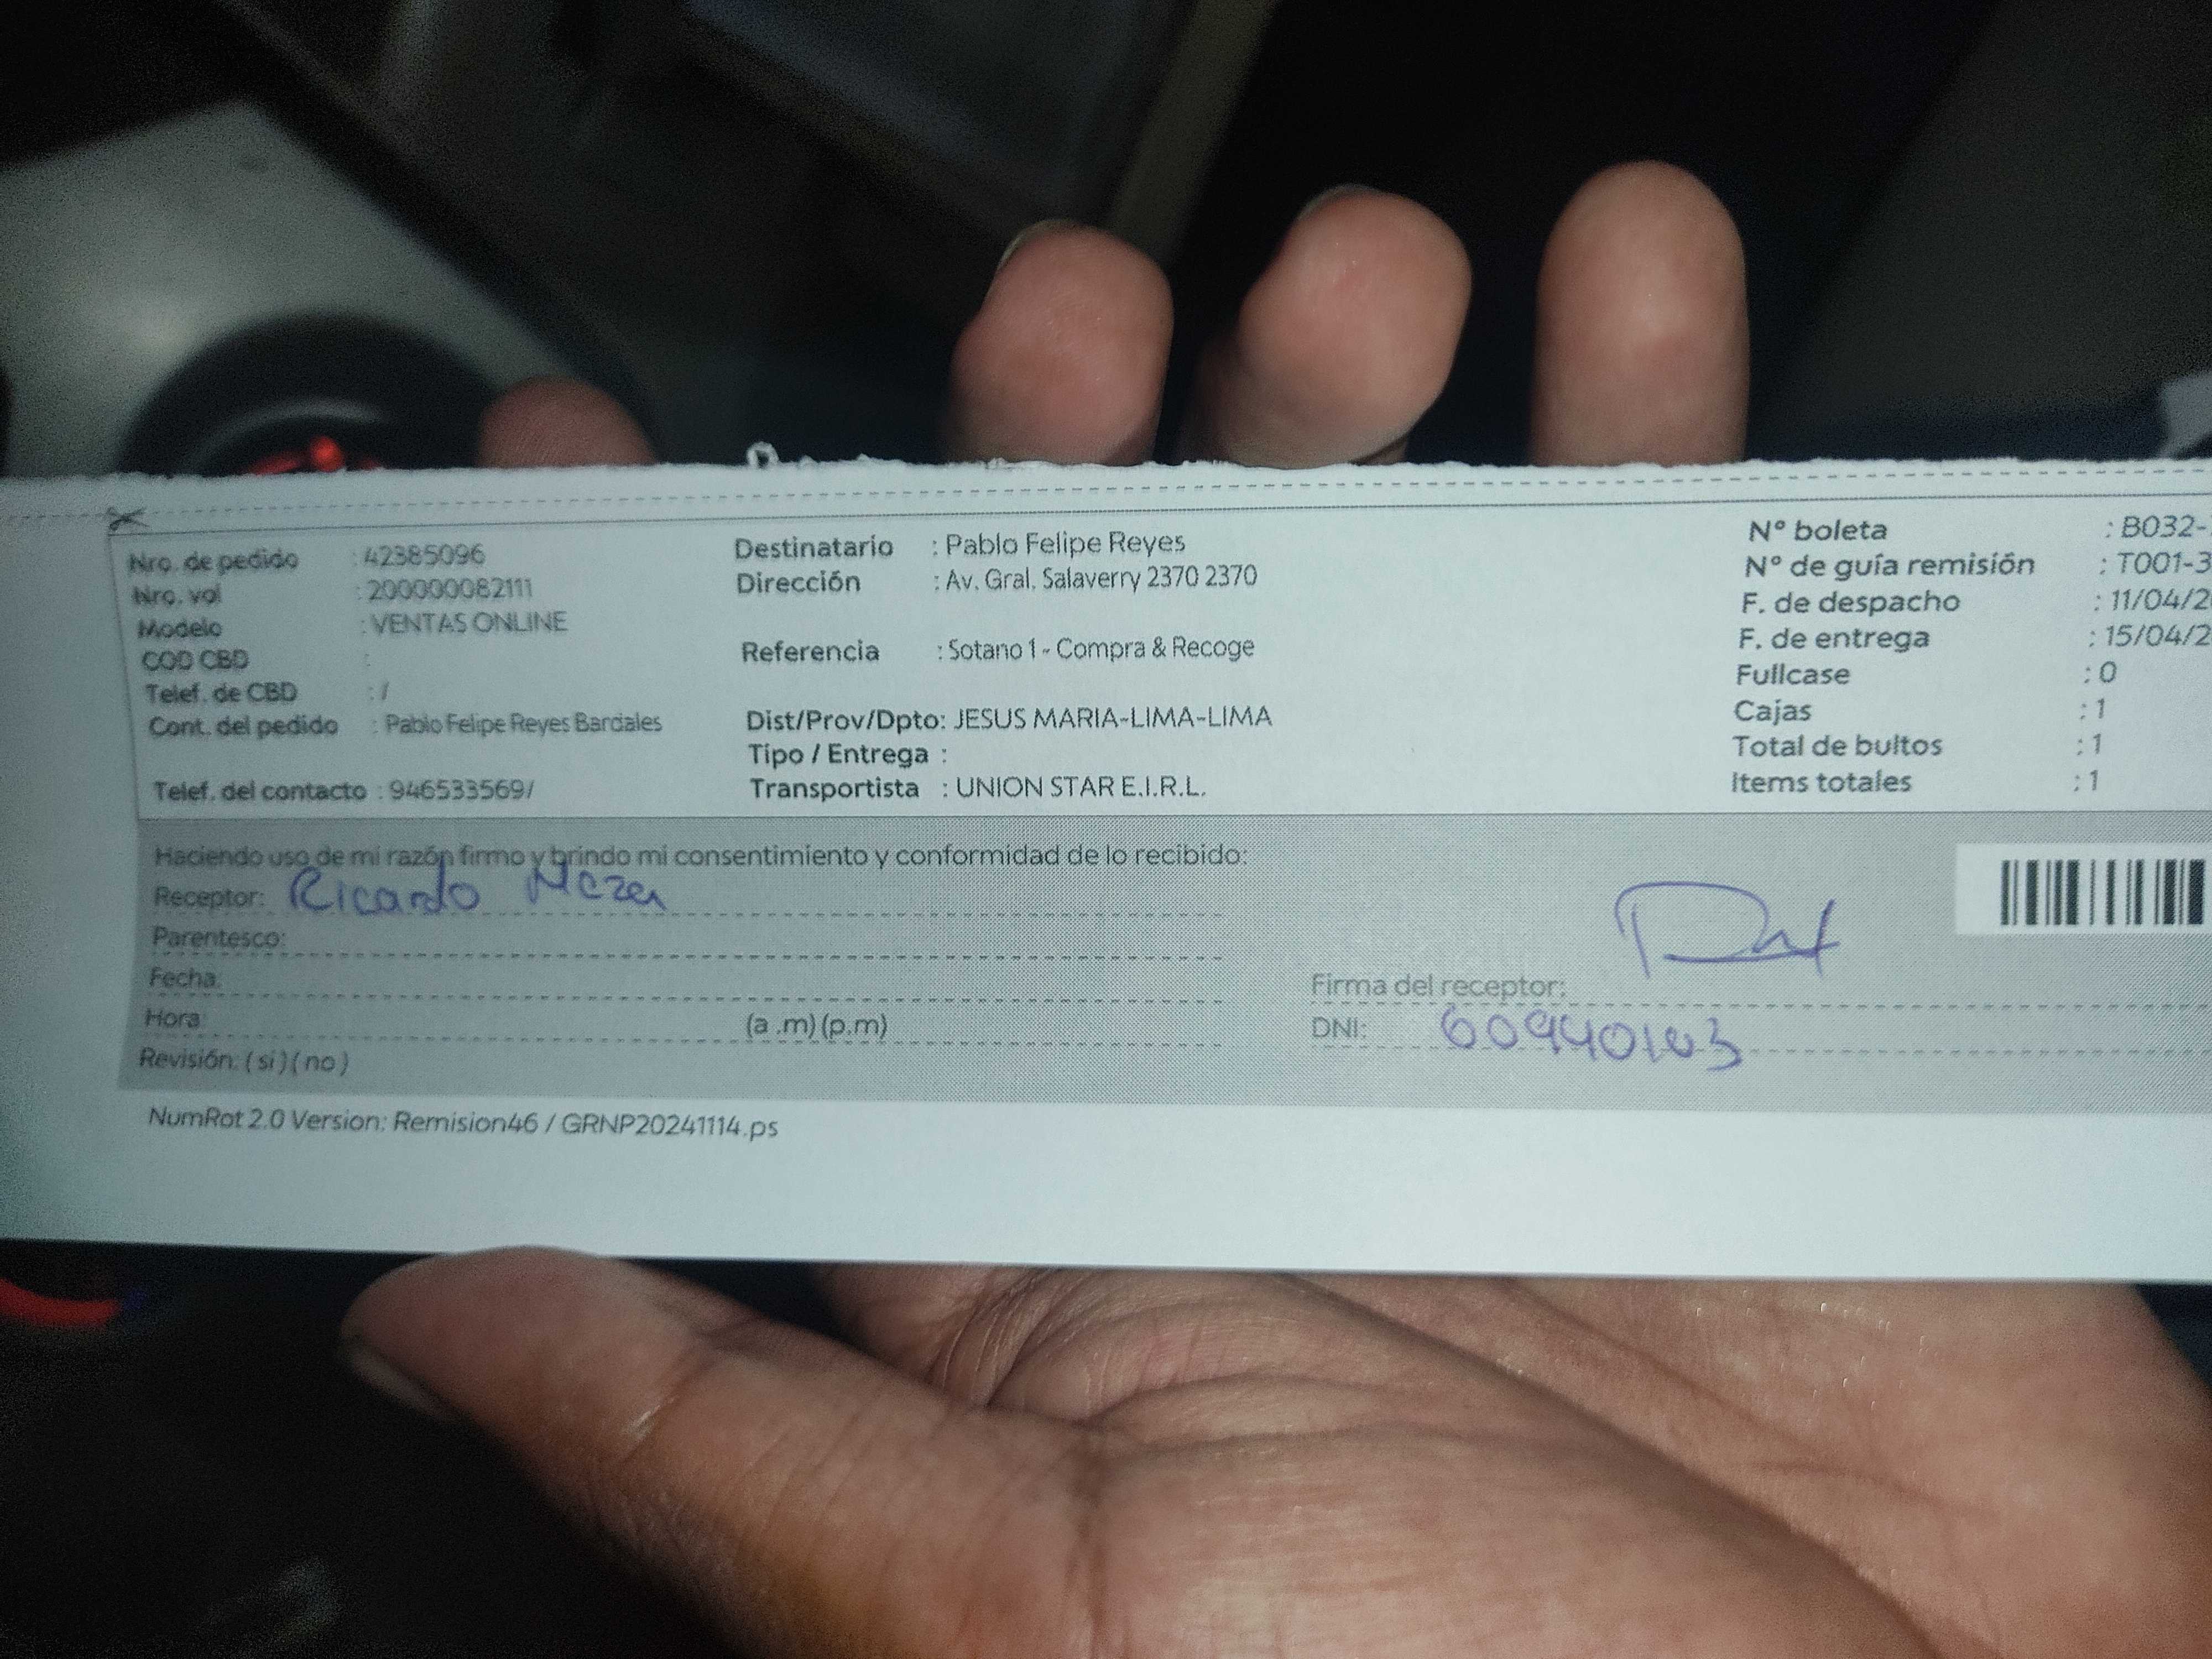 Nro. de pedido : 42385096
Nro. vol : 200000082111
Modelo : VENTAS ONLINE
COD CBD :
Telef. de CBD : /
Cont. del pedido : Pablo Felipe Reyes Bardales
Telef. del contacto : 946533569/
Destinatario : Pablo Felipe Reyes
Dirección : Av. Gral. Salaverry 2370 2370
Referencia : Sotano 1 - Compra & Recoge
Dist/Prov/Dpto: JESUS MARIA-LIMA-LIMA
Tipo / Entrega :
Transportista : UNION STAR E.I.R.L.
N° boleta : B032-
N° de guía remisión : T001-3
F. de despacho : 11/04/2
F. de entrega : 15/04/2
Fullcase : 0
Cajas : 1
Total de bultos : 1
Items totales : 1
Haciendo uso de mi razón firmo y brindo mi consentimiento y conformidad de lo recibido:
Receptor: Ricardo
Parentesco:
Fecha:
Hora: (a .m) (p.m)
Revisión: ( si ) ( no )
Firma del receptor:
DNI:
NumRot 2.0 Version: Remision46 / GRNP20241114.ps